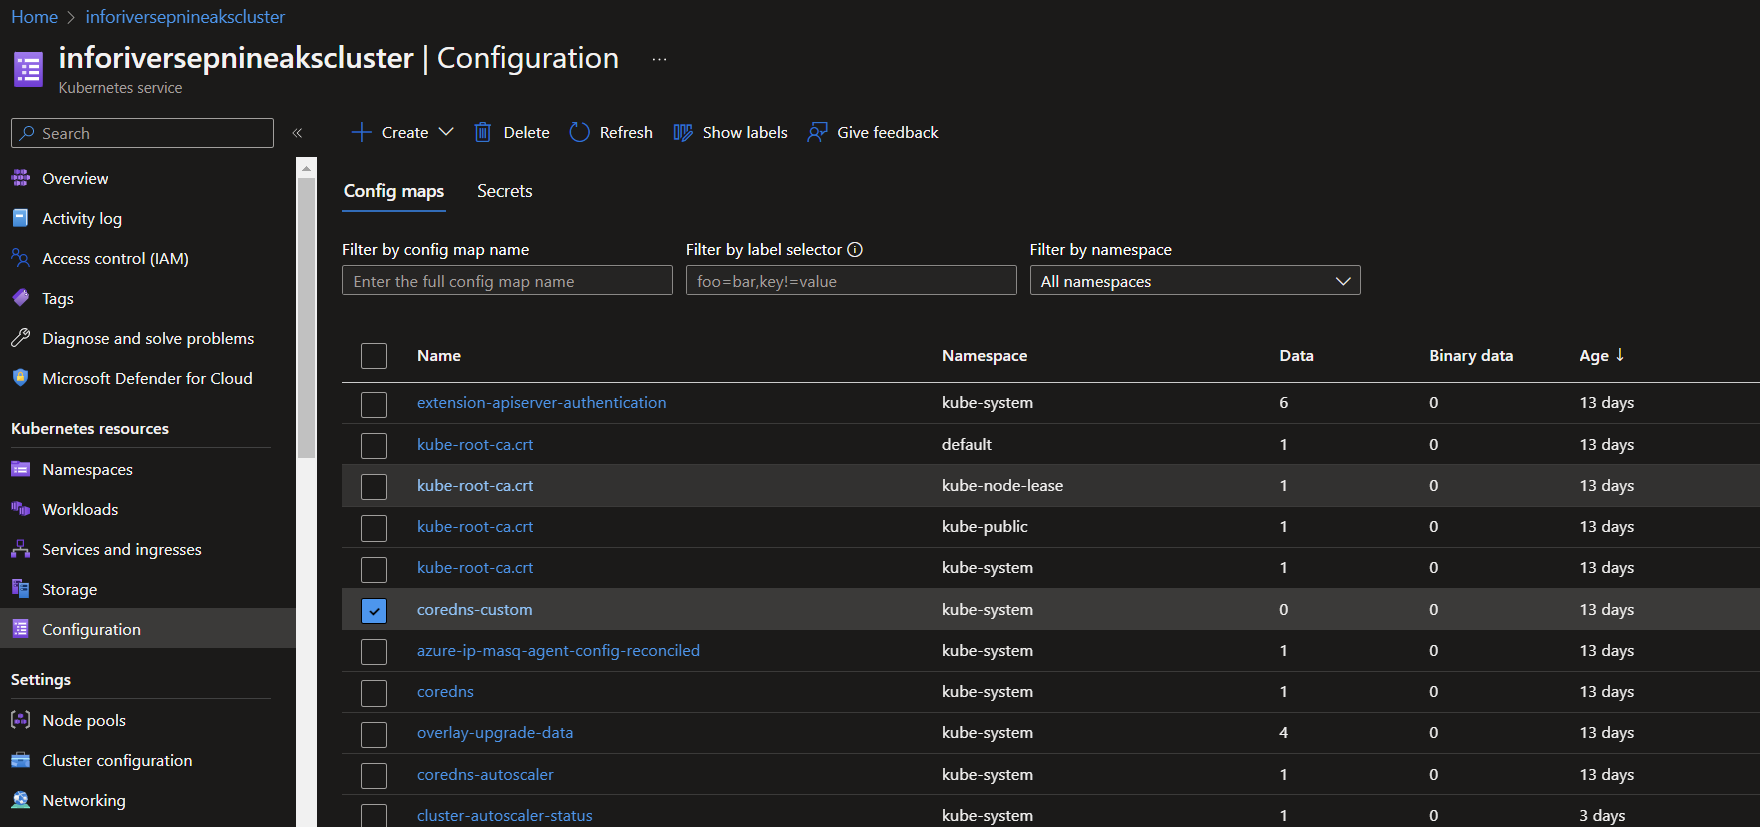 Home > inforiversepnineakscluster
inforiversepnineakscluster | Configuration ...
Kubernetes service
Search «
Create Delete Refresh Show labels Give feedback
Overview
Activity log
Access control (IAM)
Tags
Diagnose and solve problems
Microsoft Defender for Cloud
Kubernetes resources
Namespaces
Workloads
Services and ingresses
Storage
Configuration
Settings
Node pools
Cluster configuration
Networking
Config maps Secrets
Filter by config map name Filter by label selector Filter by namespace
Enter the full config map name foo=bar,key!=value All namespaces
Name Namespace Data Binary data Age ↓
extension-apiserver-authentication kube-system 6 0 13 days
kube-root-ca.crt default 1 0 13 days
kube-root-ca.crt kube-node-lease 1 0 13 days
kube-root-ca.crt kube-public 1 0 13 days
kube-root-ca.crt kube-system 1 0 13 days
coredns-custom kube-system 0 0 13 days
azure-ip-masq-agent-config-reconciled kube-system 1 0 13 days
coredns kube-system 1 0 13 days
overlay-upgrade-data kube-system 4 0 13 days
coredns-autoscaler kube-system 1 0 13 days
cluster-autoscaler-status kube-system 1 0 3 days